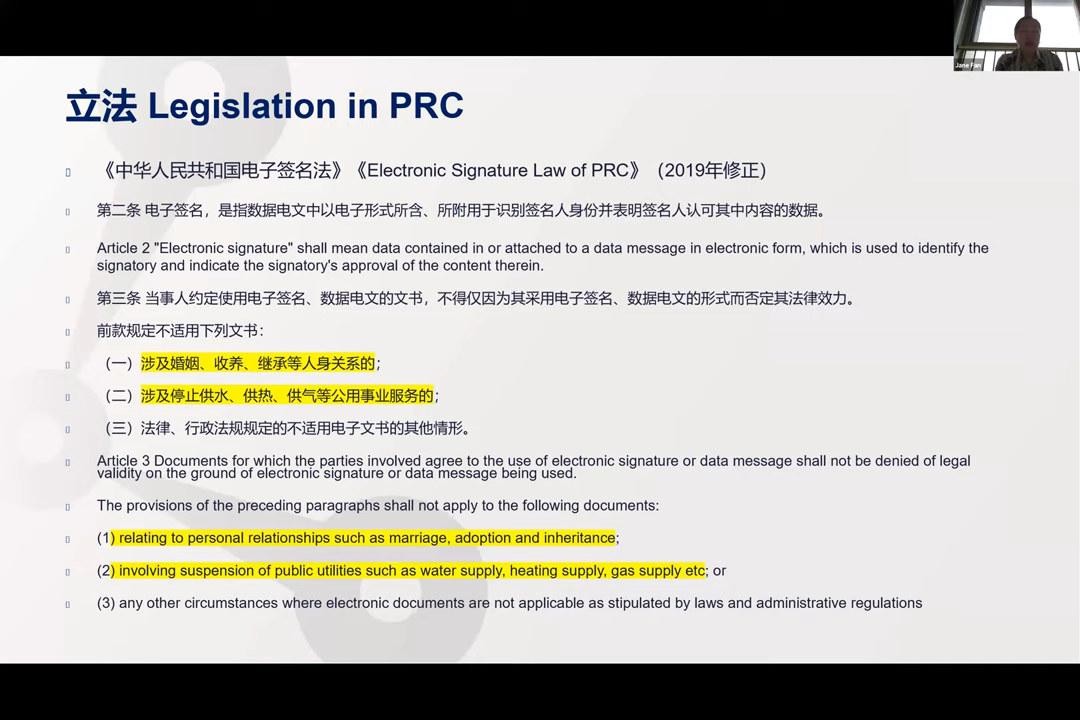 Jane Fan
立法 Legislation in PRC
《中华人民共和国电子签名法》《Electronic Signature Law of PRC》（2019年修正）
第二条 电子签名，是指数据电文中以电子形式所含、所附用于识别签名人身份并表明签名人认可其中内容的数据。
Article 2 "Electronic signature" shall mean data contained in or attached to a data message in electronic form, which is used to identify the
signatory and indicate the signatory's approval of the content therein.
第三条 当事人约定使用电子签名、数据电文的文书，不得仅因为其采用电子签名、数据电文的形式而否定其法律效力。
前款规定不适用下列文书：
（一）涉及婚姻、收养、继承等人身关系的；
（二）涉及停止供水、供热、供气等公用事业服务的；
（三）法律、行政法规规定的不适用电子文书的其他情形。
Article 3 Documents for which the parties involved agree to the use of electronic signature or data message shall not be denied of legal
validity on the ground of electronic signature or data message being used.
The provisions of the preceding paragraphs shall not apply to the following documents:
(1) relating to personal relationships such as marriage, adoption and inheritance;
(2) involving suspension of public utilities such as water supply, heating supply, gas supply etc; or
(3) any other circumstances where electronic documents are not applicable as stipulated by laws and administrative regulations